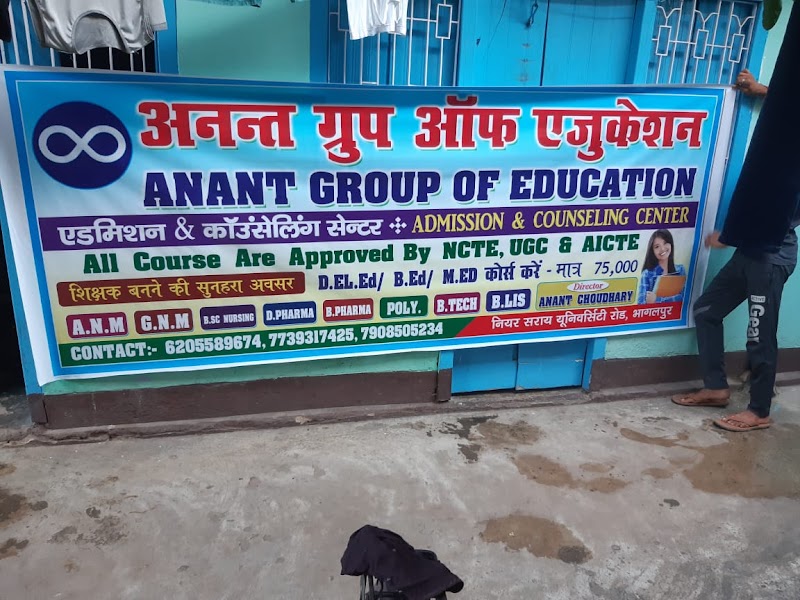 अनन्त ग्रुप ऑफ एजुकेशन
ANANT GROUP OF EDUCATION
एडमिशन & कॉउंसेलिंग सेन्टर ADMISSION & COUNSELING CENTER
All Course Are Approved By NCTE, UGC & AICTE
शिक्षक बनने की सुनहरा अवसर D.EL.Ed/ B.Ed/ M.ED कोर्स करें - मात्र 75,000
Director
ANANT CHOUDHARY
A.N.M G.N.M B.SC NURSING D.PHARMA B.PHARMA POLY. B.TECH B.LIS
CONTACT:- 6205589674, 7739317425, 7908505234
नियर सराय यूनिवर्सिटी रोड, भागलपुर
Gear